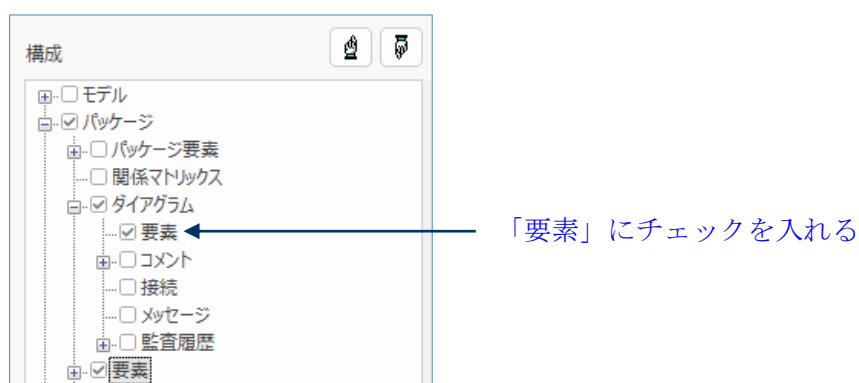 構成
モデル
パッケージ
パッケージ要素
関係マトリックス
ダイアグラム
要素
「要素」にチェックを入れる
コメント
接続
メッセージ
監査履歴
要素